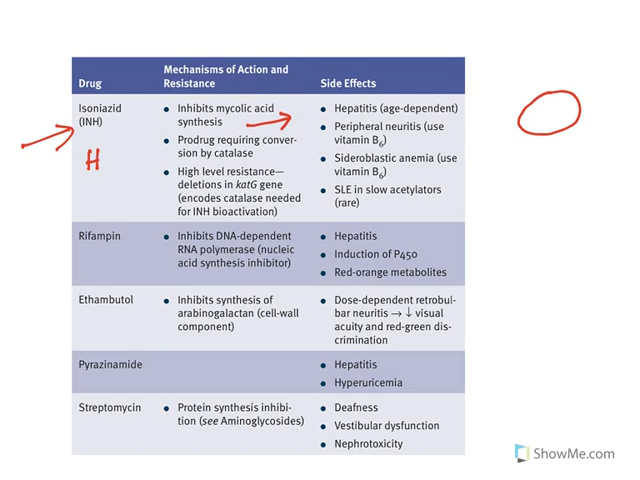 Drug
Mechanisms of Action and
Resistance
Side Effects
Isoniazid
(INH)
H
• Inhibits mycolic acid
synthesis
• Prodrug requiring conver-
sion by catalase
• High level resistance—
deletions in katG gene
(encodes catalase needed
for INH bioactivation)
• Hepatitis (age-dependent)
• Peripheral neuritis (use
vitamin B6)
• Sideroblastic anemia (use
vitamin B6)
• SLE in slow acetylators
(rare)
Rifampin
• Inhibits DNA-dependent
RNA polymerase (nucleic
acid synthesis inhibitor)
• Hepatitis
• Induction of P450
• Red-orange metabolites
Ethambutol
• Inhibits synthesis of
arabinogalactan (cell-wall
component)
• Dose-dependent retrobul-
bar neuritis → ↓ visual
acuity and red-green dis-
crimination
Pyrazinamide
• Hepatitis
• Hyperuricemia
Streptomycin
• Protein synthesis inhibi-
tion (see Aminoglycosides)
• Deafness
• Vestibular dysfunction
• Nephrotoxicity
ShowMe.com